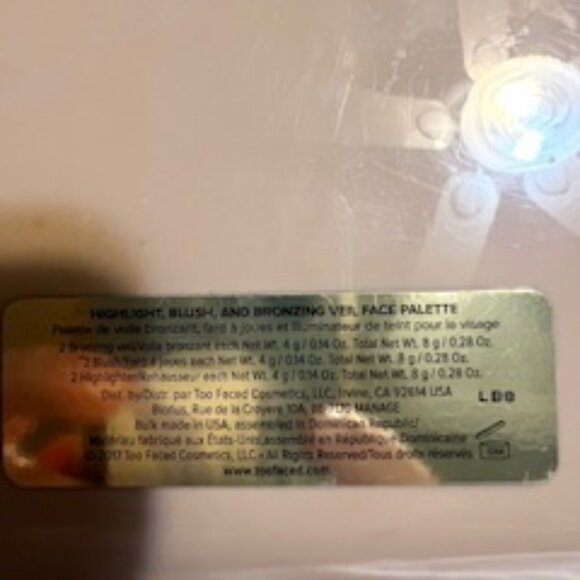 HIGHLIGHT, BLUSH, AND BRONZING VEIL FACE PALETTE
Palette de voile bronzant, fard à joues et illuminateur de teint pour le visage
2 Bronzing veil/Voile bronzant each Net Wt. 4 g / 0.14 Oz. Total Net Wt. 8 g / 0.28 Oz.
2 Blush/Fard à joues each Net Wt. 4 g / 0.14 Oz. Total Net Wt. 8 g / 0.28 Oz.
2 Highlighter/Rehausseur each Net Wt. 4 g / 0.14 Oz. Total Net Wt. 8 g / 0.28 Oz.
Dist. by/Distr. par Too Faced Cosmetics, LLC, Irvine, CA 92614 USA
Biorius, Rue de la 10A, MANAGE
Bulk made in USA, assembled in Dominican Republic/
Matériau fabriqué aux États-Unis, assemblé en République Dominicaine
©2017 Too Faced Cosmetics, LLC • All Rights Reserved/Tous droits réservés
www.toofaced.com